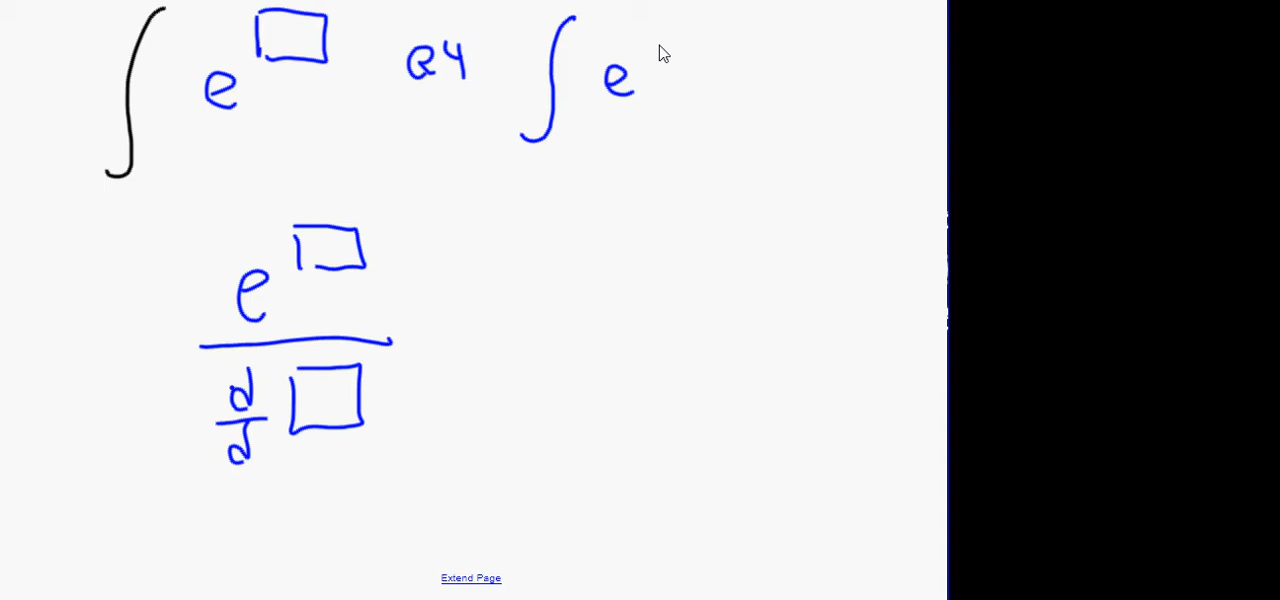 ∫ e^□ Q4 ∫ e
e^□
d/d □
Extend Page